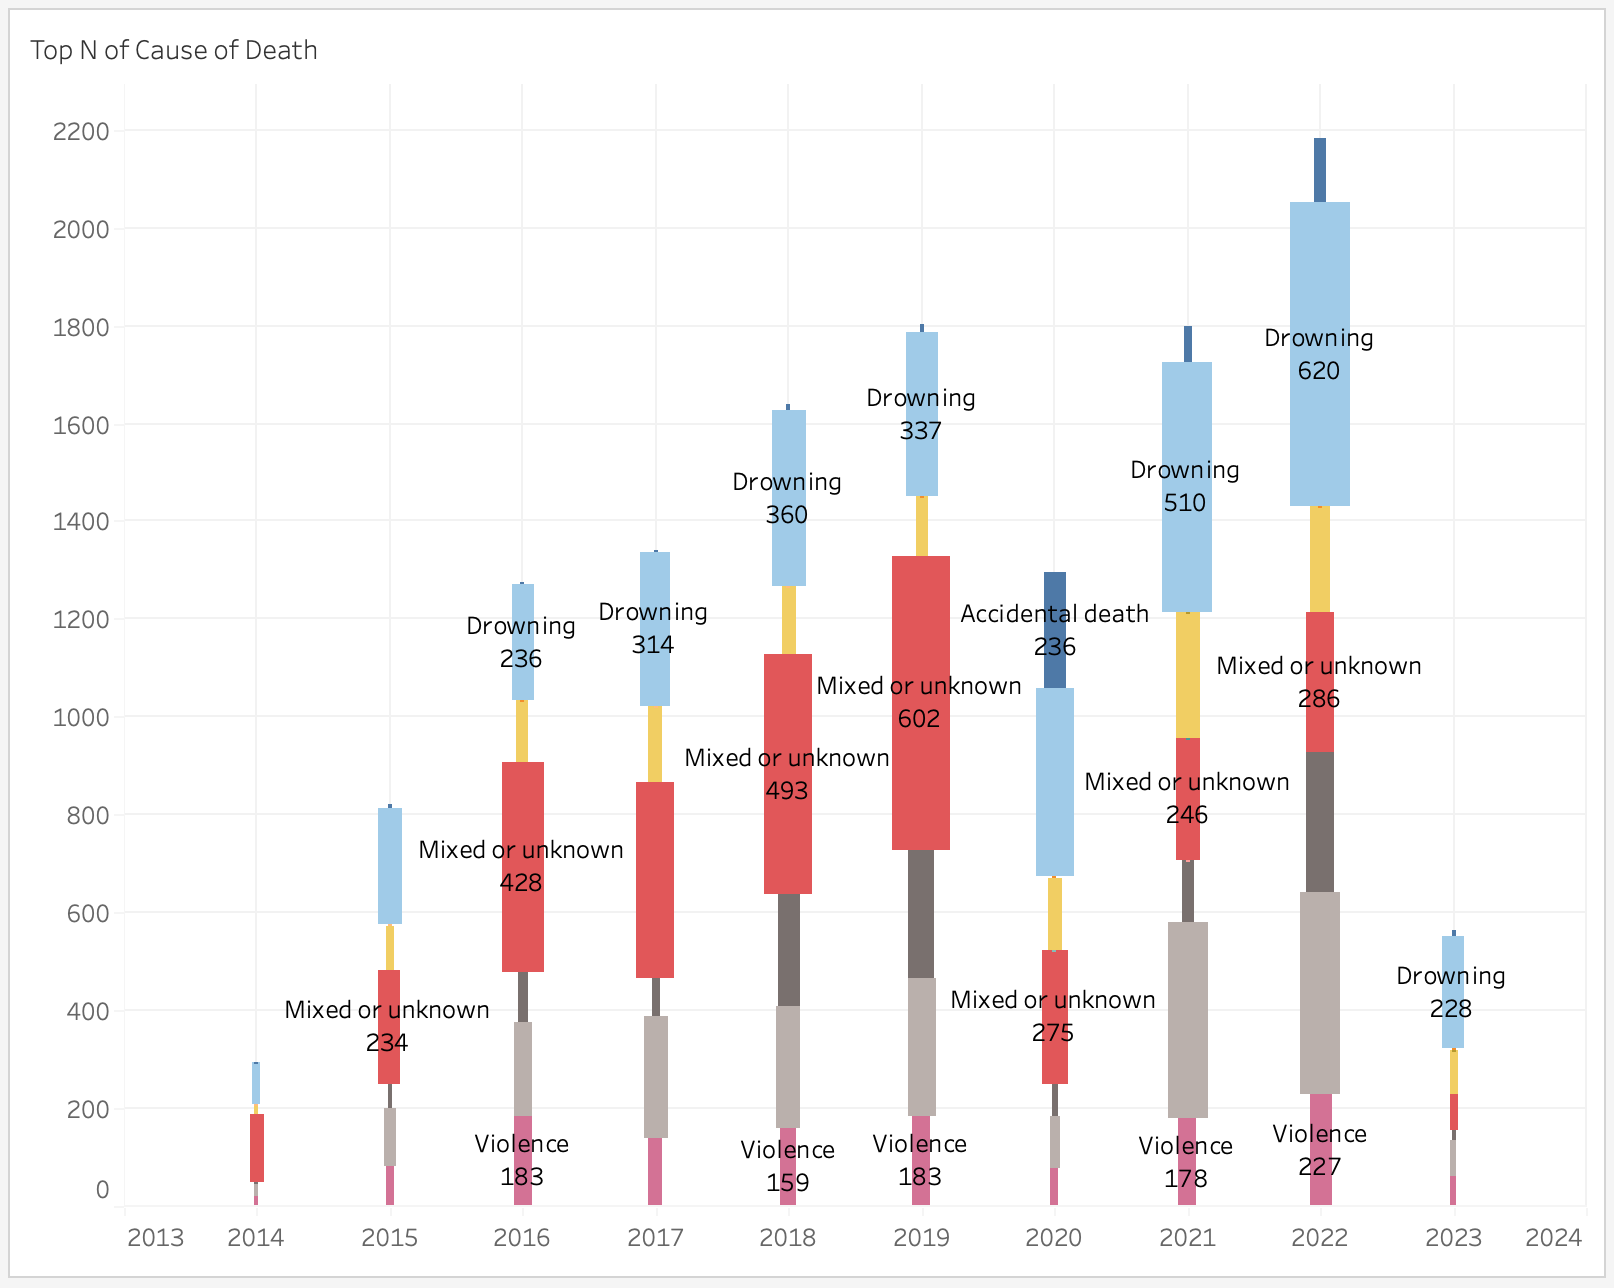 Top N of Cause of Death
2200
2000
1800
1600
1400
1200
1000
800
600
400
200
0
Mixed or unknown
234
Drowning
236
Mixed or unknown
428
Violence
183
Drowning
314
Drowning
360
Mixed or unknown
493
Violence
159
Drowning
337
Mixed or unknown
602
Violence
183
Accidental death
236
Mixed or unknown
275
Drowning
510
Mixed or unknown
246
Violence
178
Drowning
620
Mixed or unknown
286
Violence
227
Drowning
228
2013 2014 2015 2016 2017 2018 2019 2020 2021 2022 2023 2024